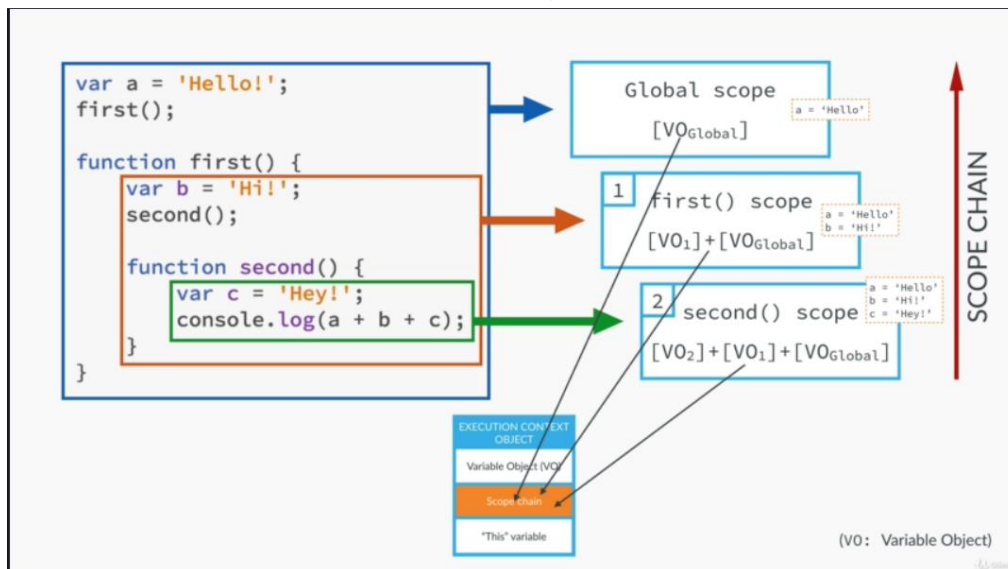 var a = 'Hello!';
first();
function first() {
var b = 'Hi!';
second();
function second() {
var c = 'Hey!';
console.log(a + b + c);
}
}
Global scope
[VOGlobal]
a = 'Hello'
1
first() scope
[VO1]+[VOGlobal]
a = 'Hello'
b = 'Hi!'
2
second() scope
[VO2]+[VO1]+[VOGlobal]
a = 'Hello'
b = 'Hi!'
c = 'Hey!'
SCOPE CHAIN
EXECUTION CONTEXT
OBJECT
Variable Object (VO)
Scope chain
"This" variable
(VO: Variable Object)